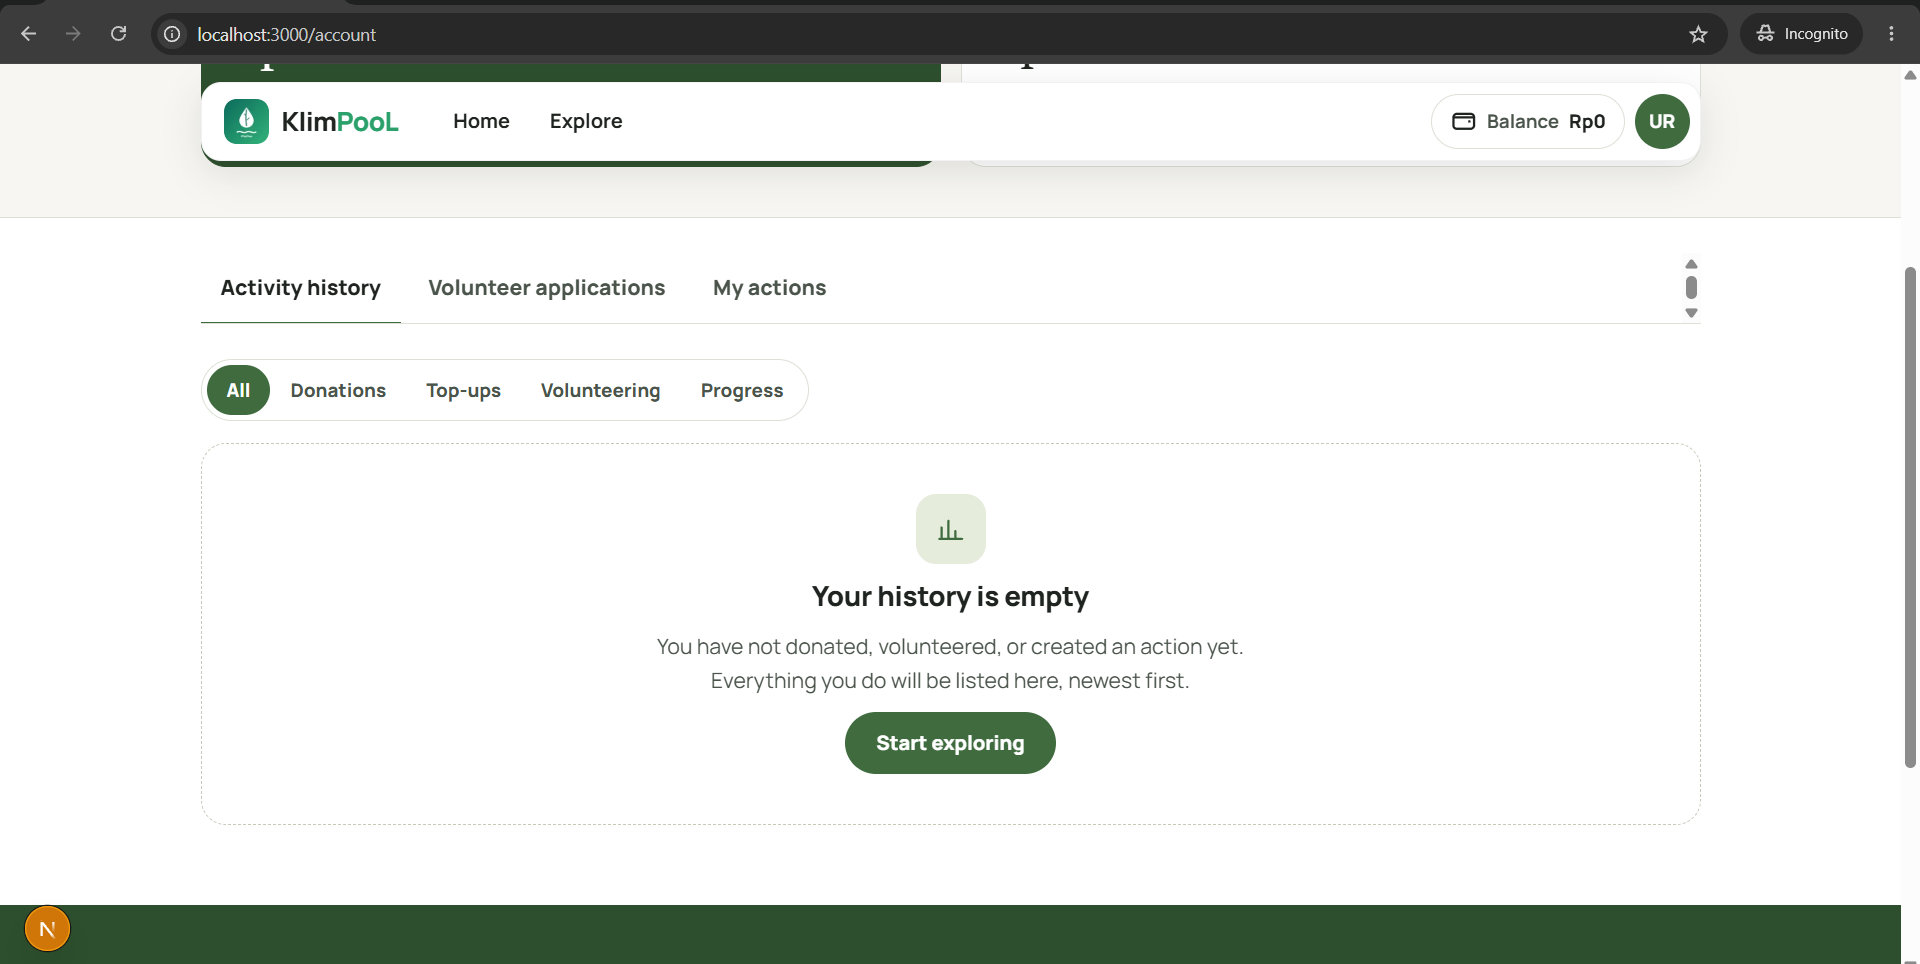 localhost:3000/account
Incognito
KlimPooL
Home
Explore
Balance Rp0
UR
Activity history
Volunteer applications
My actions
All
Donations
Top-ups
Volunteering
Progress
Your history is empty
You have not donated, volunteered, or created an action yet.
Everything you do will be listed here, newest first.
Start exploring
N